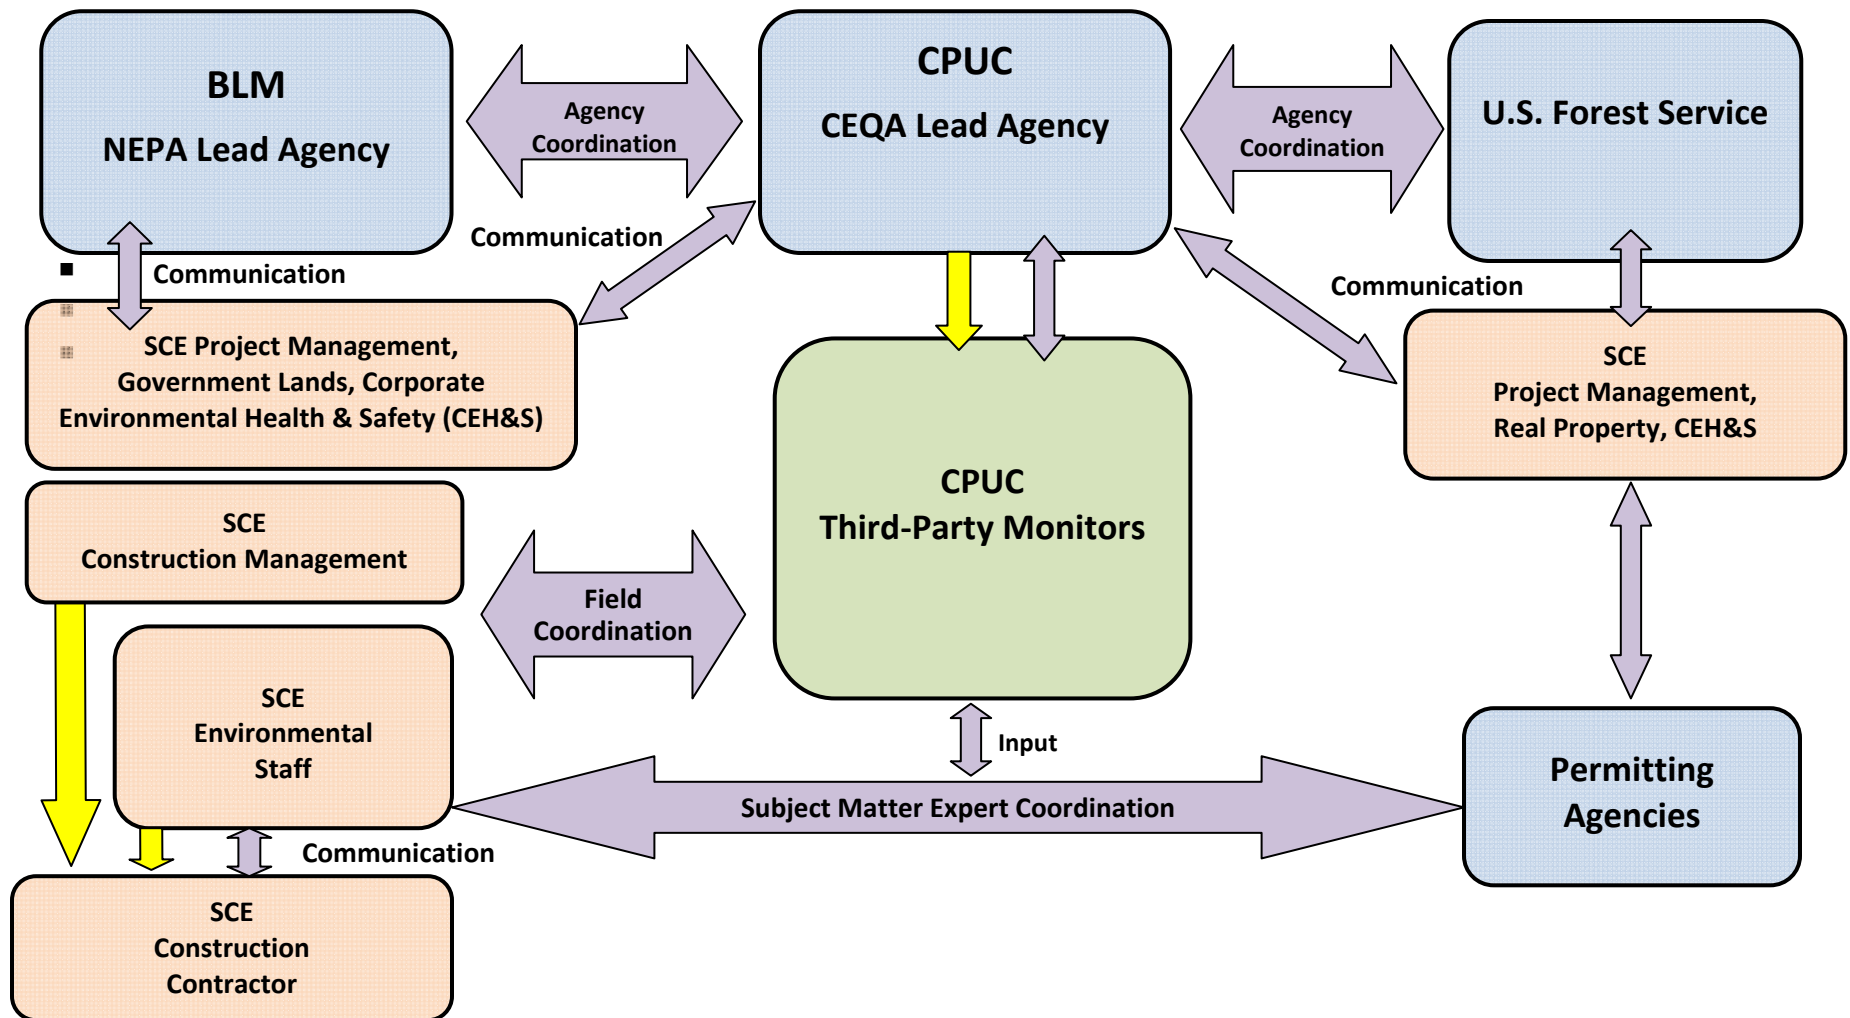 BLM
NEPA Lead Agency
Agency
Coordination
CPUC
CEQA Lead Agency
Agency
Coordination
U.S. Forest Service
Communication
Communication
Communication
SCE Project Management,
Government Lands, Corporate
Environmental Health & Safety (CEH&S)
SCE
Project Management,
Real Property, CEH&S
CPUC
Third-Party Monitors
SCE
Construction Management
Field
Coordination
SCE
Environmental
Staff
Input
Subject Matter Expert Coordination
Permitting
Agencies
Communication
SCE
Construction
Contractor